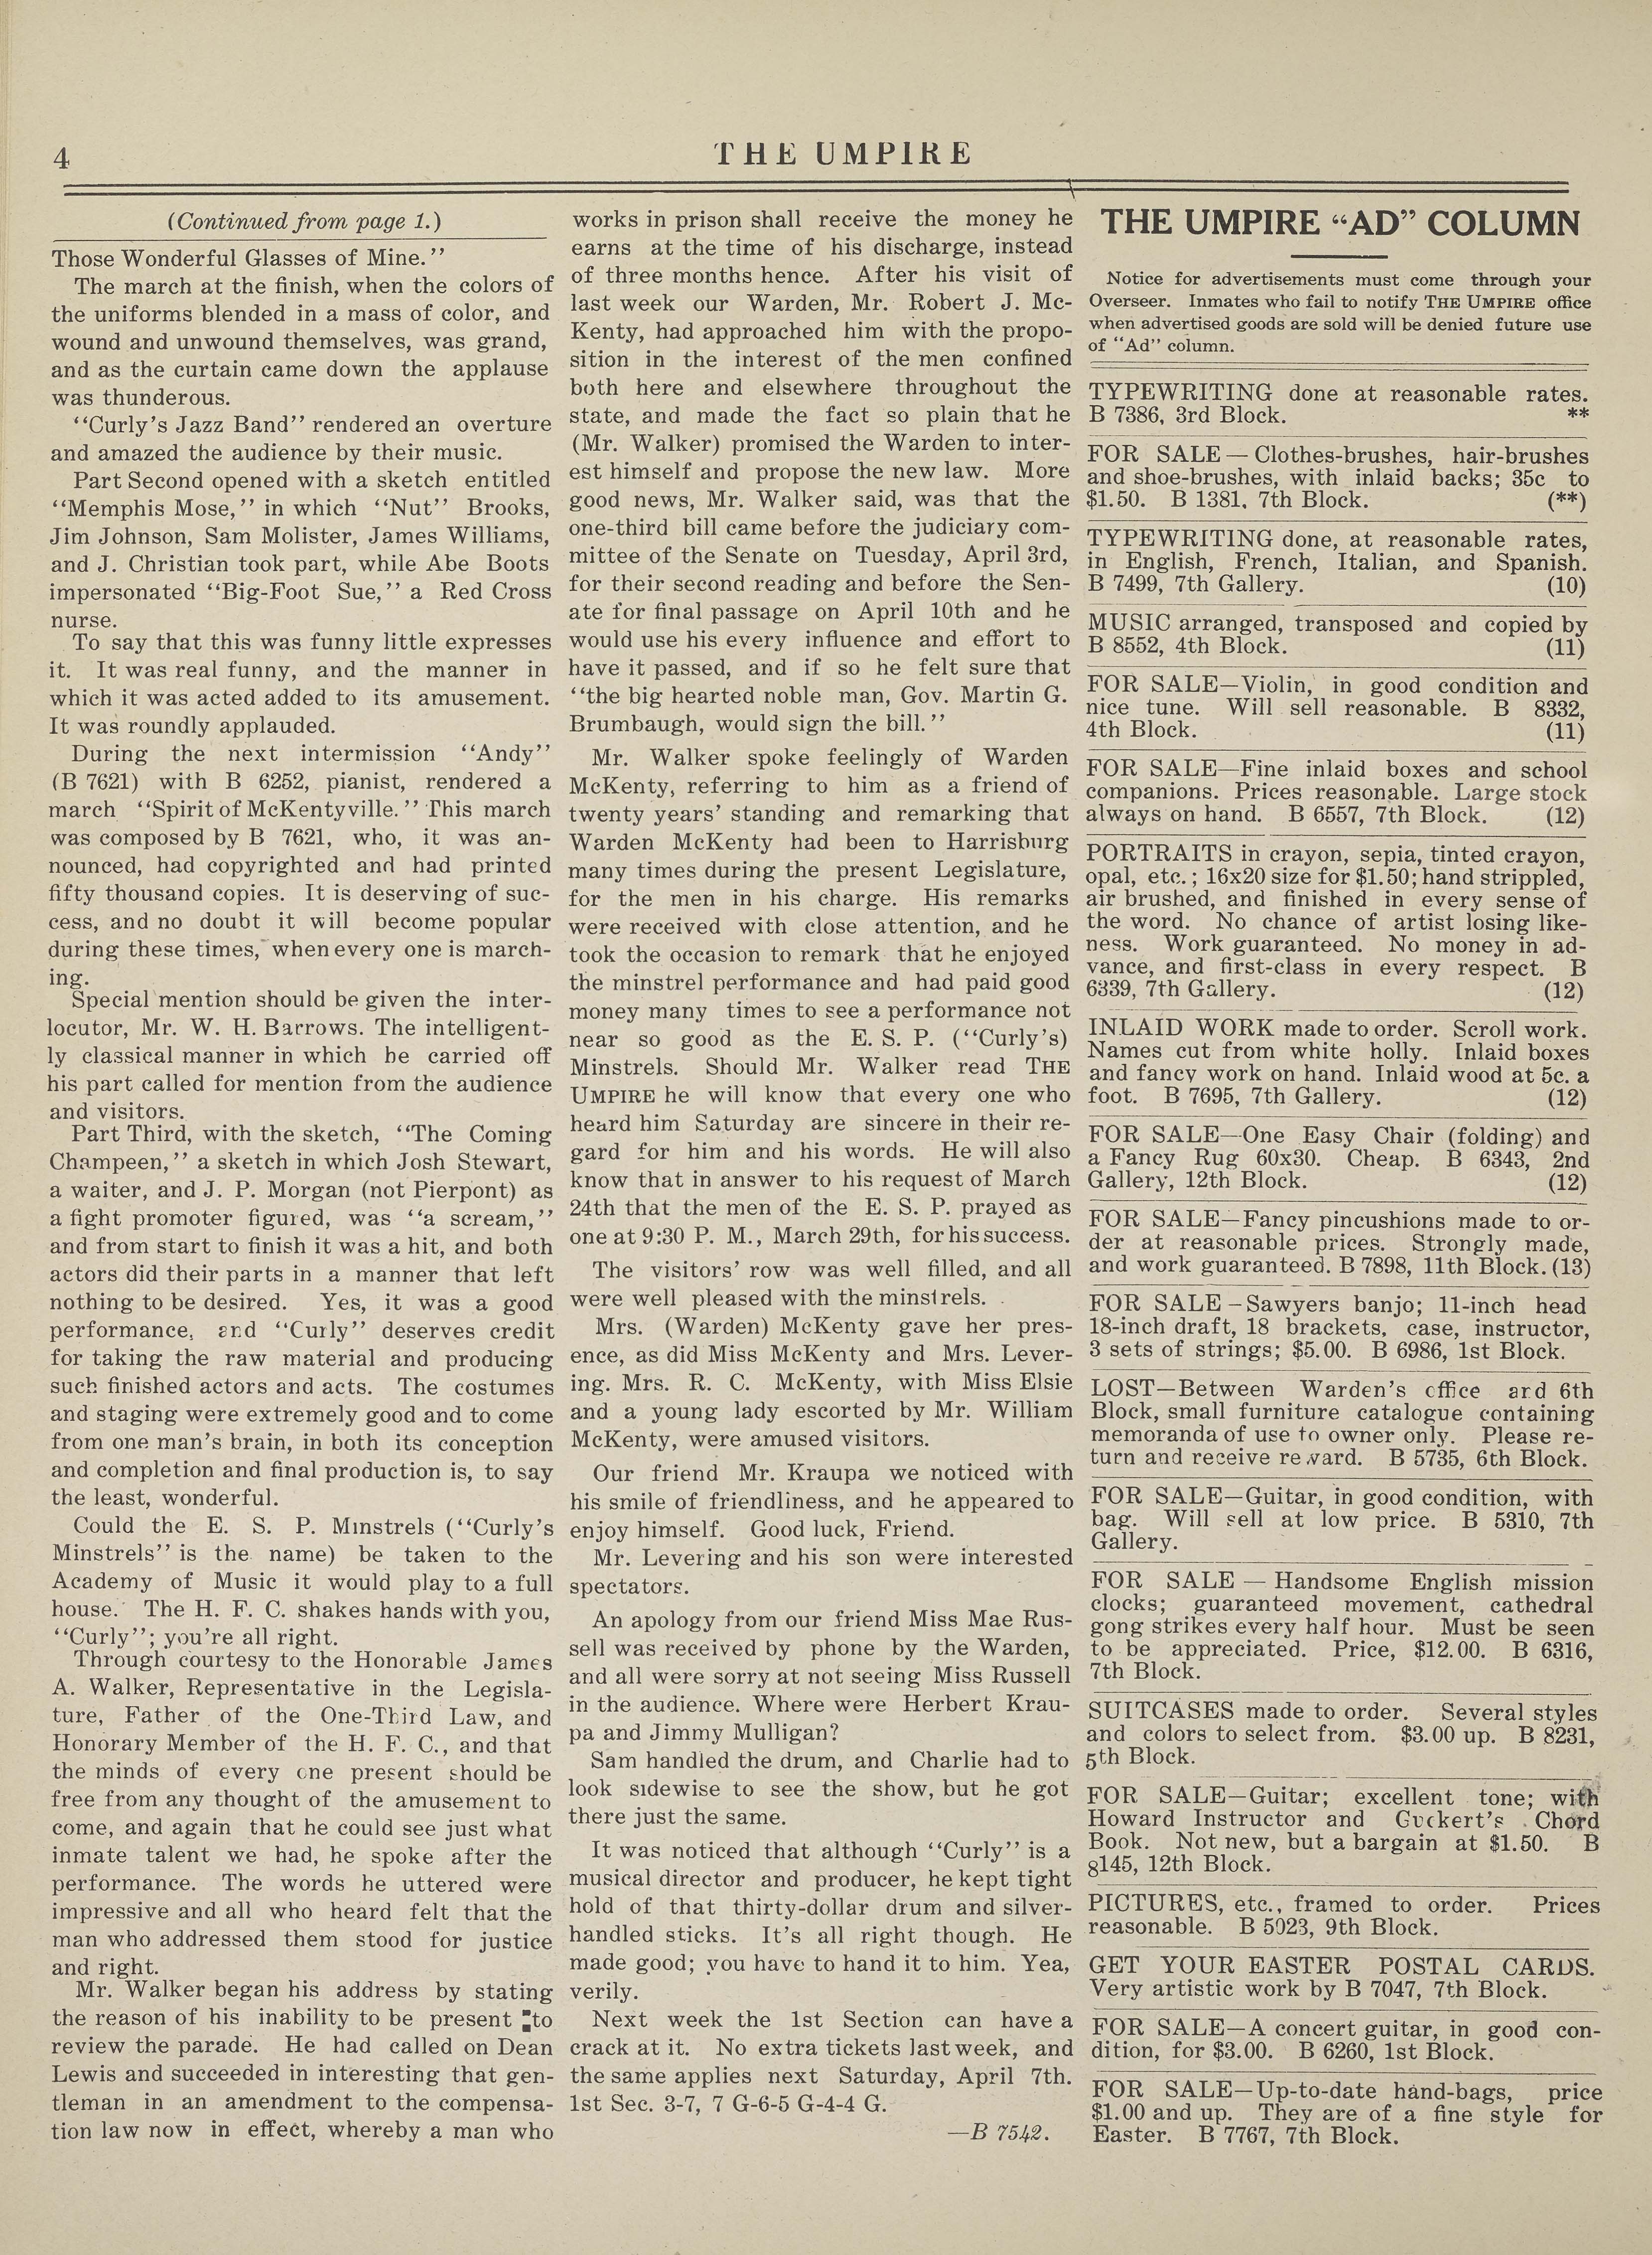 4
THE UMPIRE
(Continued from page 1.)
Those Wonderful Glasses of Mine.''
The march at the finish, when the colors of
the uniforms blended in a mass of color, and
wound and unwound themselves, was grand,
and as the curtain came down the applause
was thunderous.
''Curly's Jazz Band'' rendered an overture
and amazed the audience by their music.
Part Second opened with a sketch entitled
''Memphis Mose,'' in which ''Nut'' Brooks,
Jim Johnson, Sam Molister, James Williams,
and J. Christian took part, while Abe Boots
impersonated ''Big-Foot Sue,'' a Red Cross
nurse.
To say that this was funny little expresses
it. It was real funny, and the manner in
which it was acted added to its amusement.
It was roundly applauded.
During the next intermission ''Andy''
(B 7621) with B 6252, pianist, rendered a
march ''Spirit of McKentyville.'' This march
was composed by B 7621, who, it was an-
nounced, had copyrighted and had printed
fifty thousand copies. It is deserving of suc-
cess, and no doubt it will become popular
during these times, when every one is march-
ing.
Special mention should be given the inter-
locutor, Mr. W. H. Barrows. The intelligent-
ly classical manner in which he carried off
his part called for mention from the audience
and visitors.
Part Third, with the sketch, ''The Coming
Champeen,'' a sketch in which Josh Stewart,
a waiter, and J. P. Morgan (not Pierpont) as
a fight promoter figured, was ''a scream,''
and from start to finish it was a hit, and both
actors did their parts in a manner that left
nothing to be desired. Yes, it was a good
performance, and ''Curly'' deserves credit
for taking the raw material and producing
such finished actors and acts. The costumes
and staging were extremely good and to come
from one man's brain, in both its conception
and completion and final production is, to say
the least, wonderful.
Could the E. S. P. Minstrels (''Curly's
Minstrels'' is the name) be taken to the
Academy of Music it would play to a full
house. The H. F. C. shakes hands with you,
''Curly''; you're all right.
Through courtesy to the Honorable James
A. Walker, Representative in the Legisla-
ture, Father of the One-Third Law, and
Honorary Member of the H. F. C., and that
the minds of every one present should be
free from any thought of the amusement to
come, and again that he could see just what
inmate talent we had, he spoke after the
performance. The words he uttered were
impressive and all who heard felt that the
man who addressed them stood for justice
and right.
Mr. Walker began his address by stating
the reason of his inability to be present to
review the parade. He had called on Dean
Lewis and succeeded in interesting that gen-
tleman in an amendment to the compensa-
tion law now in effect, whereby a man who
works in prison shall receive the money he
earns at the time of his discharge, instead
of three months hence. After his visit of
last week our Warden, Mr. Robert J. Mc-
Kenty, had approached him with the propo-
sition in the interest of the men confined
both here and elsewhere throughout the
state, and made the fact so plain that he
(Mr. Walker) promised the Warden to inter-
est himself and propose the new law. More
good news, Mr. Walker said, was that the
one-third bill came before the judiciary com-
mittee of the Senate on Tuesday, April 3rd,
for their second reading and before the Sen-
ate for final passage on April 10th and he
would use his every influence and effort to
have it passed, and if so he felt sure that
''the big hearted noble man, Gov. Martin G.
Brumbaugh, would sign the bill.''
Mr. Walker spoke feelingly of Warden
McKenty, referring to him as a friend of
twenty years' standing and remarking that
Warden McKenty had been to Harrisburg
many times during the present Legislature,
for the men in his charge. His remarks
were received with close attention, and he
took the occasion to remark that he enjoyed
the minstrel performance and had paid good
money many times to see a performance not
near so good as the E. S. P. (''Curly's)
Minstrels. Should Mr. Walker read THE
UMPIRE he will know that every one who
heard him Saturday are sincere in their re-
gard for him and his words. He will also
know that in answer to his request of March
24th that the men of the E. S. P. prayed as
one at 9:30 P. M., March 29th, for his success.
The visitors' row was well filled, and all
were well pleased with the minstrels.
Mrs. (Warden) McKenty gave her pres-
ence, as did Miss McKenty and Mrs. Lever-
ing. Mrs. R. C. McKenty, with Miss Elsie
and a young lady escorted by Mr. William
McKenty, were amused visitors.
Our friend Mr. Kraupa we noticed with
his smile of friendliness, and he appeared to
enjoy himself. Good luck, Friend.
Mr. Levering and his son were interested
spectators.
An apology from our friend Miss Mae Rus-
sell was received by phone by the Warden,
and all were sorry at not seeing Miss Russell
in the audience. Where were Herbert Krau-
pa and Jimmy Mulligan?
Sam handled the drum, and Charlie had to
look sidewise to see the show, but he got
there just the same.
It was noticed that although ''Curly'' is a
musical director and producer, he kept tight
hold of that thirty-dollar drum and silver-
handled sticks. It's all right though. He
made good; you have to hand it to him. Yea,
verily.
Next week the 1st Section can have a
crack at it. No extra tickets last week, and
the same applies next Saturday, April 7th.
1st Sec. 3-7, 7 G-6-5 G-4-4 G.
—B 7542.
THE UMPIRE "AD" COLUMN
Notice for advertisements must come through your
Overseer. Inmates who fail to notify THE UMPIRE office
when advertised goods are sold will be denied future use
of ''Ad'' column.
TYPEWRITING done at reasonable rates.
B 7386, 3rd Block. **
FOR SALE — Clothes-brushes, hair-brushes
and shoe-brushes, with inlaid backs; 35c to
$1.50. B 1381, 7th Block. (**)
TYPEWRITING done, at reasonable rates,
in English, French, Italian, and Spanish.
B 7499, 7th Gallery. (10)
MUSIC arranged, transposed and copied by
B 8552, 4th Block. (11)
FOR SALE—Violin, in good condition and
nice tune. Will sell reasonable. B 8332,
4th Block. (11)
FOR SALE—Fine inlaid boxes and school
companions. Prices reasonable. Large stock
always on hand. B 6557, 7th Block. (12)
PORTRAITS in crayon, sepia, tinted crayon,
opal, etc.; 16x20 size for $1.50; hand strippled,
air brushed, and finished in every sense of
the word. No chance of artist losing like-
ness. Work guaranteed. No money in ad-
vance, and first-class in every respect. B
6339, 7th Gallery. (12)
INLAID WORK made to order. Scroll work.
Names cut from white holly. Inlaid boxes
and fancy work on hand. Inlaid wood at 5c. a
foot. B 7695, 7th Gallery. (12)
FOR SALE—One Easy Chair (folding) and
a Fancy Rug 60x30. Cheap. B 6343, 2nd
Gallery, 12th Block. (12)
FOR SALE—Fancy pincushions made to or-
der at reasonable prices. Strongly made,
and work guaranteed. B 7898, 11th Block. (13)
FOR SALE – Sawyers banjo; 11-inch head
18-inch draft, 18 brackets, case, instructor,
3 sets of strings; $5.00. B 6986, 1st Block.
LOST—Between Warden's office and 6th
Block, small furniture catalogue containing
memoranda of use to owner only. Please re-
turn and receive reward. B 5735, 6th Block.
FOR SALE—Guitar, in good condition, with
bag. Will sell at low price. B 5310, 7th
Gallery.
FOR SALE — Handsome English mission
clocks; guaranteed movement, cathedral
gong strikes every half hour. Must be seen
to be appreciated. Price, $12.00. B 6316,
7th Block.
SUITCASES made to order. Several styles
and colors to select from. $3.00 up. B 8231,
5th Block.
FOR SALE—Guitar; excellent tone; with
Howard Instructor and Guckert's Chord
Book. Not new, but a bargain at $1.50. B
8145, 12th Block.
PICTURES, etc., framed to order. Prices
reasonable. B 5023, 9th Block.
GET YOUR EASTER POSTAL CARDS.
Very artistic work by B 7047, 7th Block.
FOR SALE—A concert guitar, in good con-
dition, for $3.00. B 6260, 1st Block.
FOR SALE—Up-to-date hand-bags, price
$1.00 and up. They are of a fine style for
Easter. B 7767, 7th Block.